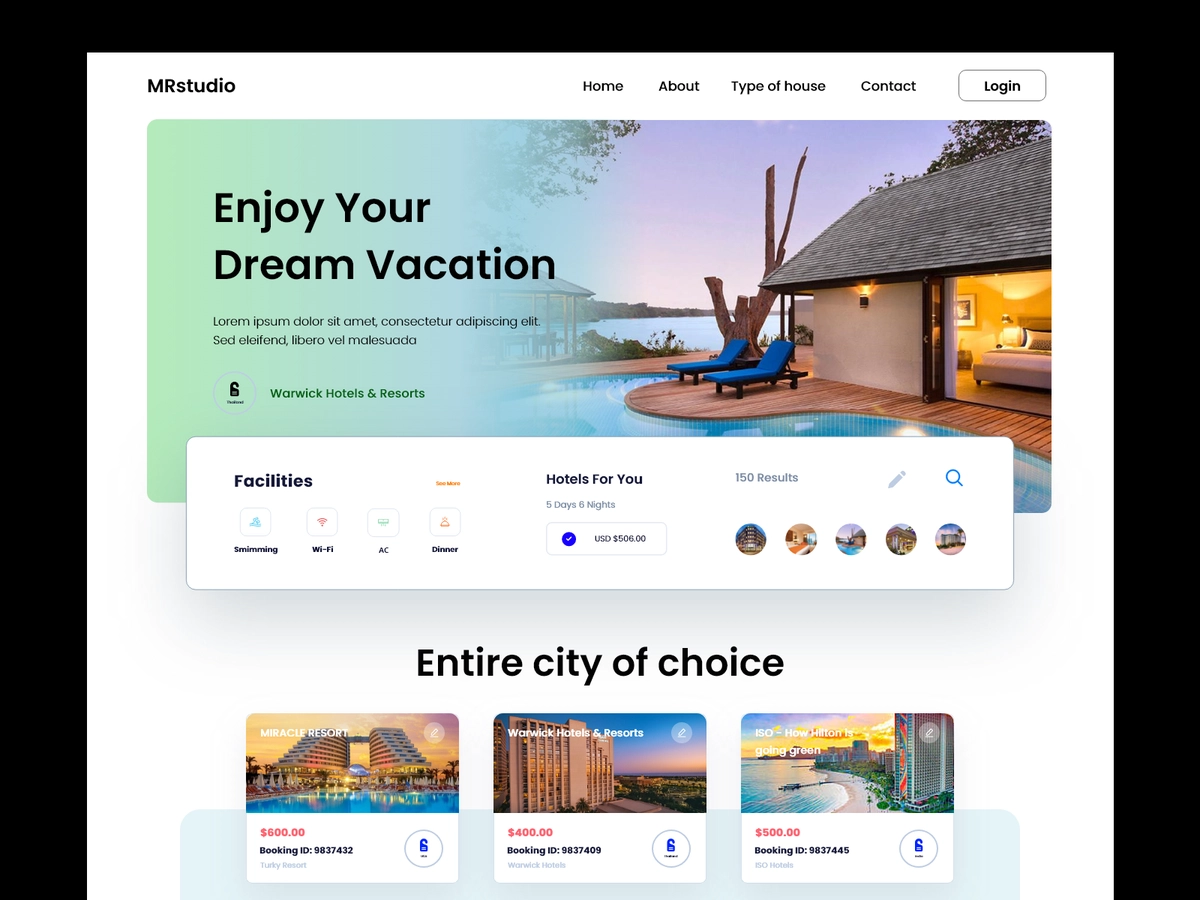 MRstudio
Home
About
Type of house
Contact
Login
Enjoy Your
Dream Vacation
Lorem ipsum dolor sit amet, consectetur adipiscing elit.
Sed eleifend, libero vel malesuada
Warwick Hotels & Resorts
Facilities
See More
Smimming
Wi-Fi
AC
Dinner
Hotels For You
5 Days 6 Nights
USD $506.00
150 Results
Entire city of choice
MIRACLE RESORT
$600.00
Booking ID: 9837432
Turky Resort
Warwick Hotels & Resorts
$400.00
Booking ID: 9837409
Warwick Hotels
ISO - How Hilton is
going green
$500.00
Booking ID: 9837445
ISO Hotels